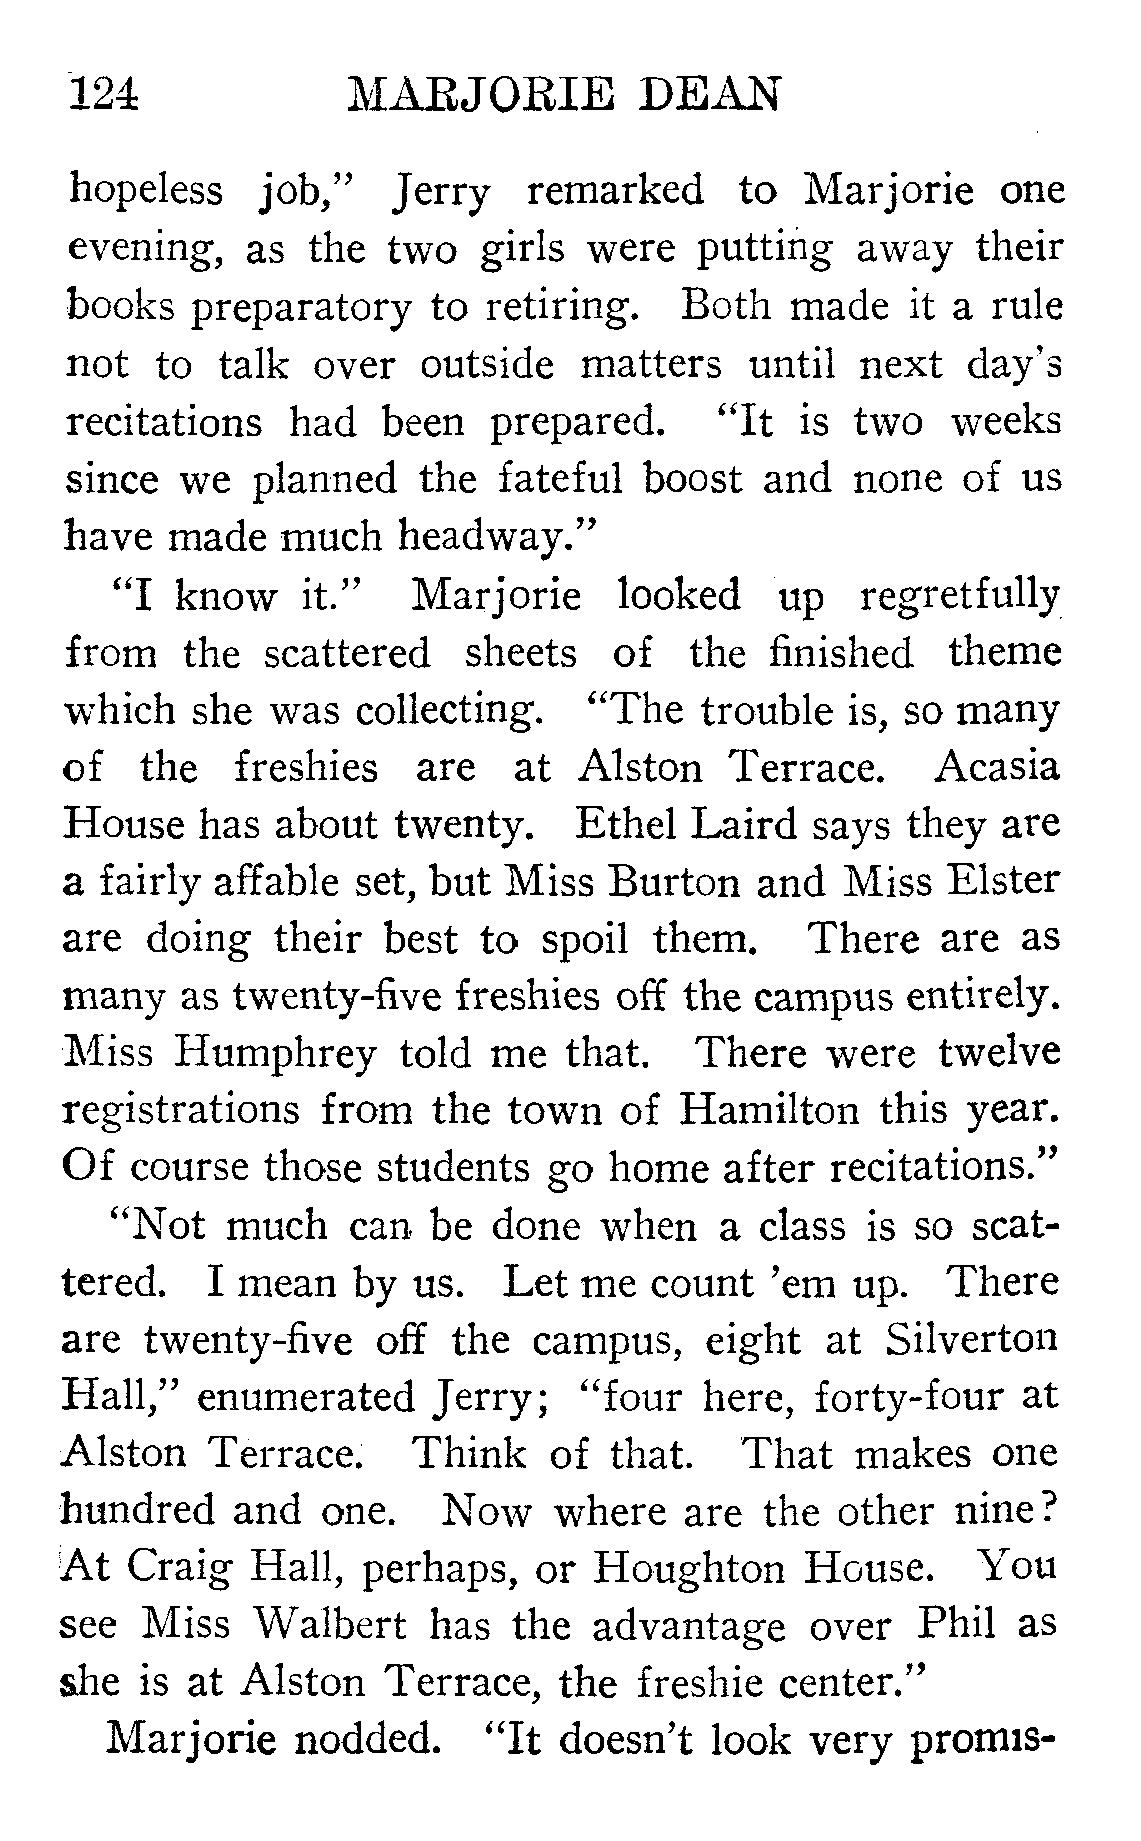 124 MARJORIE DEAN
hopeless job,” Jerry remarked to Marjorie one
evening, as the two girls were putting away their
books preparatory to retiring. Both made it a rule
not to talk over outside matters until next day’s
recitations had been prepared. “It is two weeks
since we planned the fateful boost and none of us
have made much headway.”
“I know it.” Marjorie looked up regretfully
from the scattered sheets of the finished theme
which she was collecting. “The trouble is, so many
of the freshies are at Alston Terrace. Acasia
House has about twenty. Ethel Laird says they are
a fairly affable set, but Miss Burton and Miss Elster
are doing their best to spoil them. There are as
many as twenty-five freshies off the campus entirely.
Miss Humphrey told me that. There were twelve
registrations from the town of Hamilton this year.
Of course those students go home after recitations.”
“Not much can be done when a class is so scat-
tered. I mean by us. Let me count ’em up. There
are twenty-five off the campus, eight at Silverton
Hall,” enumerated Jerry; “four here, forty-four at
Alston Terrace. Think of that. That makes one
hundred and one. Now where are the other nine?
At Craig Hall, perhaps, or Houghton House. You
see Miss Walbert has the advantage over Phil as
she is at Alston Terrace, the freshie center.”
Marjorie nodded. “It doesn’t look very promis-